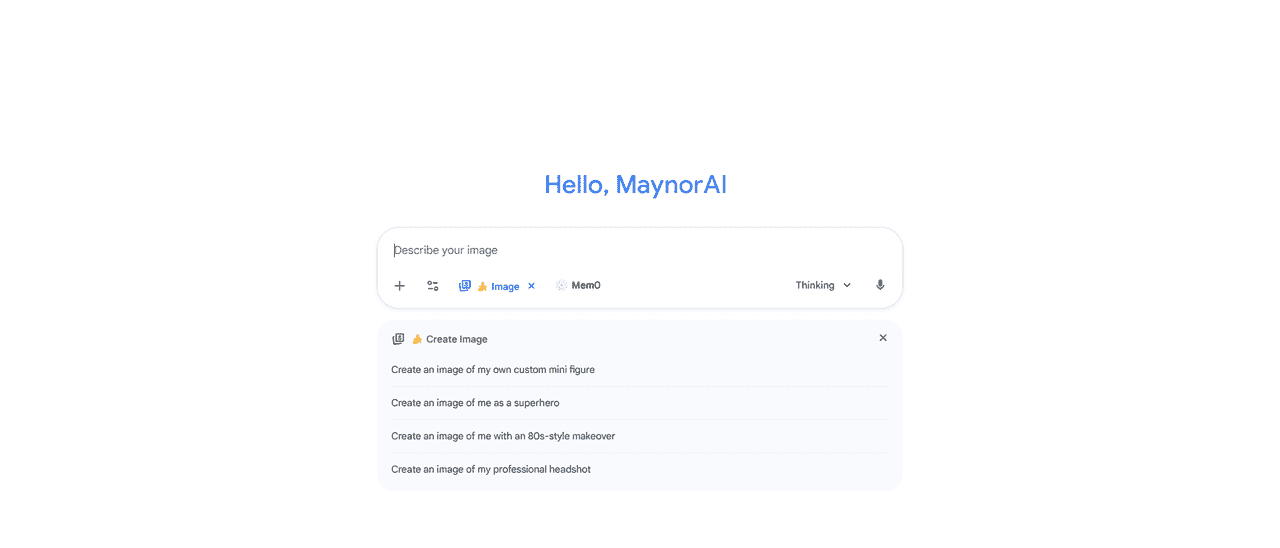 Hello, MaynorAI
Describe your image
Image Mem0 Thinking
Create Image
Create an image of my own custom mini figure
Create an image of me as a superhero
Create an image of me with an 80s-style makeover
Create an image of my professional headshot